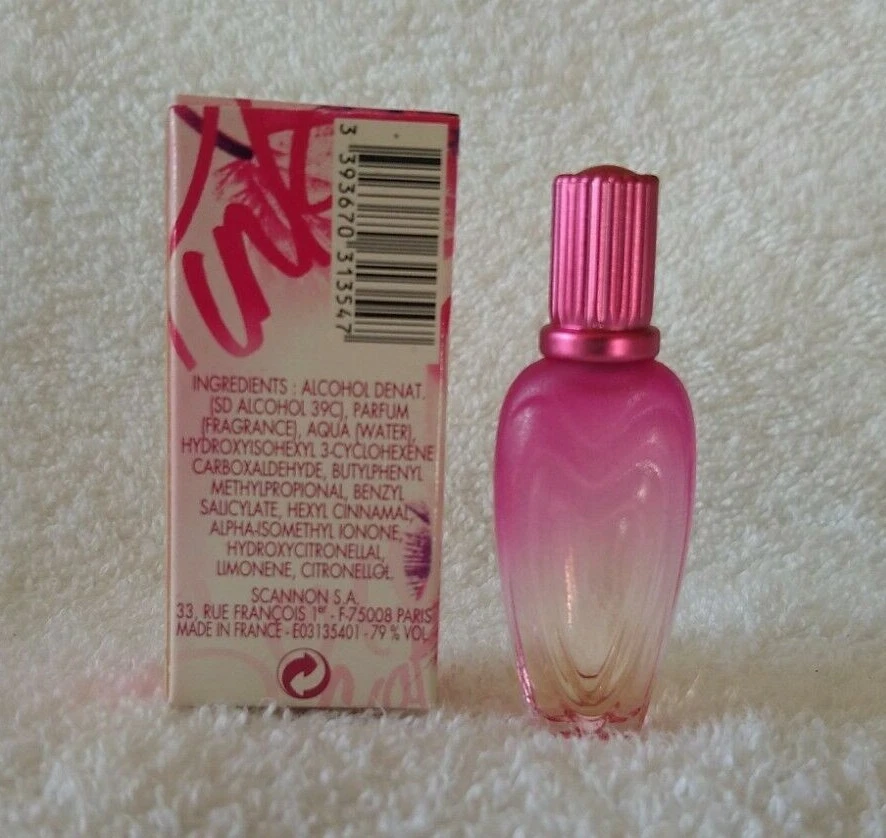 3 393670 313547
INGREDIENTS : ALCOHOL DENAT.
(SD ALCOHOL 39C), PARFUM
(FRAGRANCE), AQUA (WATER),
HYDROXYISOHEXYL 3-CYCLOHEXENE
CARBOXALDEHYDE, BUTYLPHENYL
METHYLPROPIONAL, BENZYL
SALICYLATE, HEXYL CINNAMAL,
ALPHA-ISOMETHYL IONONE,
HYDROXYCITRONELLAL,
LIMONENE, CITRONELLOL.
SCANNON S.A.
33, RUE FRANÇOIS 1er - F-75008 PARIS
MADE IN FRANCE - E03135401 - 79 % VOL.